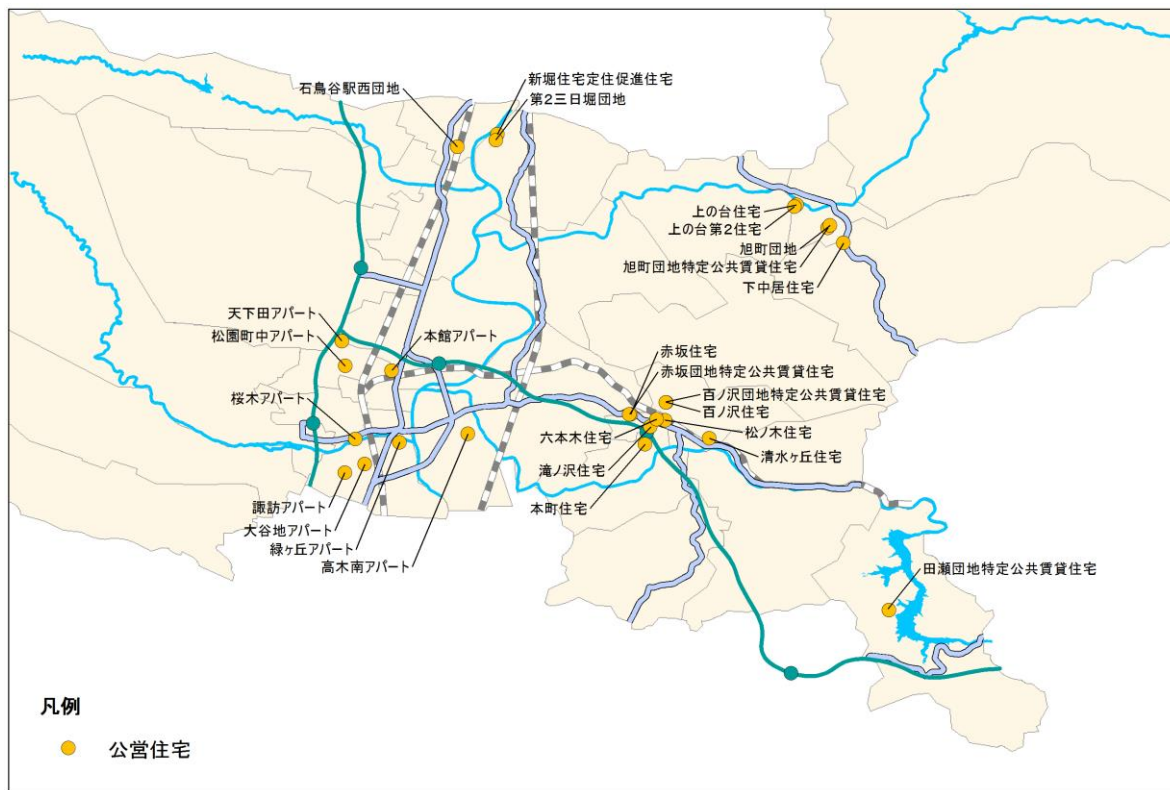 新堀住宅定住促進住宅
石鳥谷駅西団地
第2三日堀団地
上の台住宅
上の台第2住宅
旭町団地
旭町団地特定公共賃貸住宅
下中居住宅
天下田アパート
松園町中アパート
本館アパート
赤坂住宅
赤坂団地特定公共賃貸住宅
百ノ沢団地特定公共賃貸住宅
百ノ沢住宅
桜木アパート
六本木住宅
松ノ木住宅
清水ヶ丘住宅
滝ノ沢住宅
本町住宅
諏訪アパート
大谷地アパート
緑ヶ丘アパート
高木南アパート
田瀬団地特定公共賃貸住宅
凡例
公営住宅